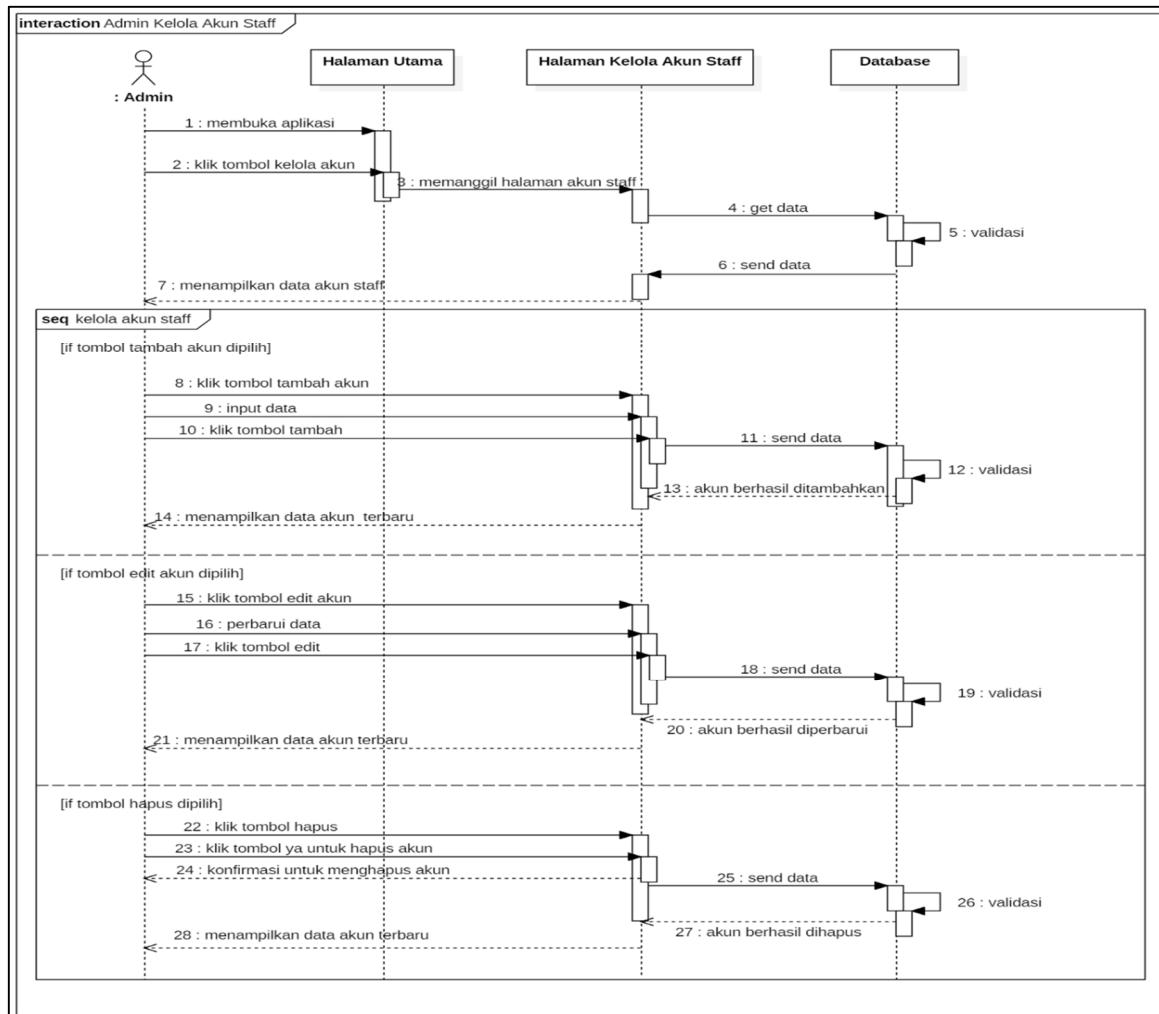 interaction Admin Kelola Akun Staff
Halaman Utama
Halaman Kelola Akun Staff
Database
: Admin
1 : membuka aplikasi
2 : klik tombol kelola akun
3 : memanggil halaman akun staff
4 : get data
5 : validasi
6 : send data
7 : menampilkan data akun staff
seq kelola akun staff
[if tombol tambah akun dipilih]
8 : klik tombol tambah akun
9 : input data
10 : klik tombol tambah
11 : send data
12 : validasi
13 : akun berhasil ditambahkan
14 : menampilkan data akun terbaru
[if tombol edit akun dipilih]
15 : klik tombol edit akun
16 : perbarui data
17 : klik tombol edit
18 : send data
19 : validasi
20 : akun berhasil diperbarui
21 : menampilkan data akun terbaru
[if tombol hapus dipilih]
22 : klik tombol hapus
23 : klik tombol ya untuk hapus akun
24 : konfirmasi untuk menghapus akun
25 : send data
26 : validasi
27 : akun berhasil dihapus
28 : menampilkan data akun terbaru